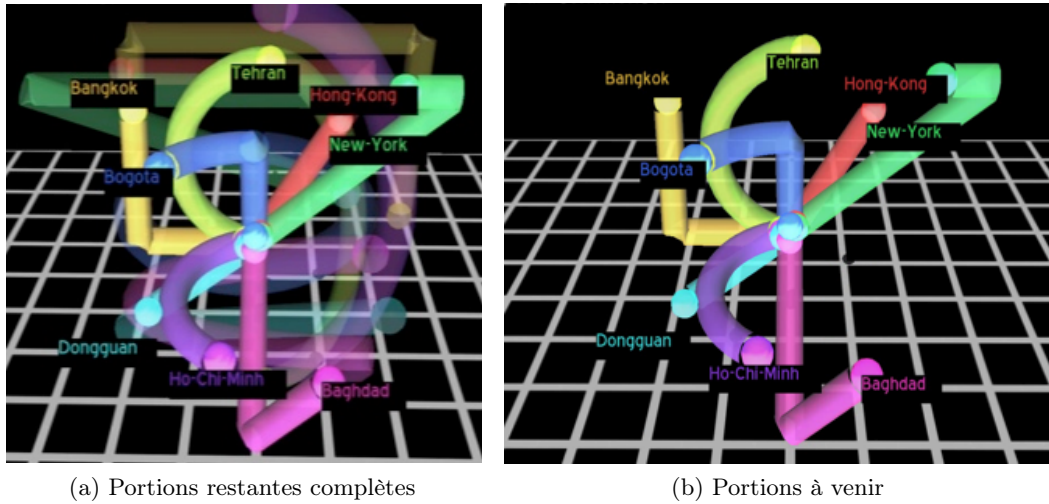 Tehran
Bangkok
Hong-Kong
New-York
Bogota
Dongguan
Ho-Chi-Minh
Baghdad
Tehran
Bangkok
Hong-Kong
New-York
Bogota
Dongguan
Ho-Chi-Minh
Baghdad
(a) Portions restantes complètes
(b) Portions à venir